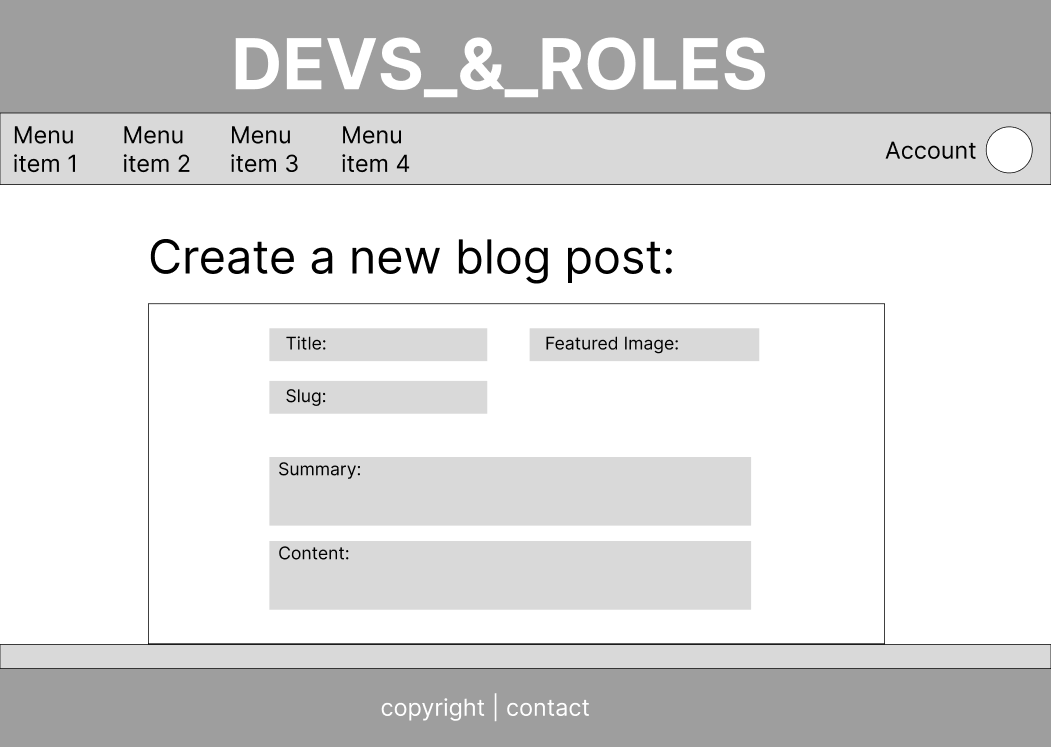 DEVS_&_ROLES
Menu item 1
Menu item 2
Menu item 3
Menu item 4
Account
Create a new blog post:
Title:
Featured Image:
Slug:
Summary:
Content:
copyright | contact